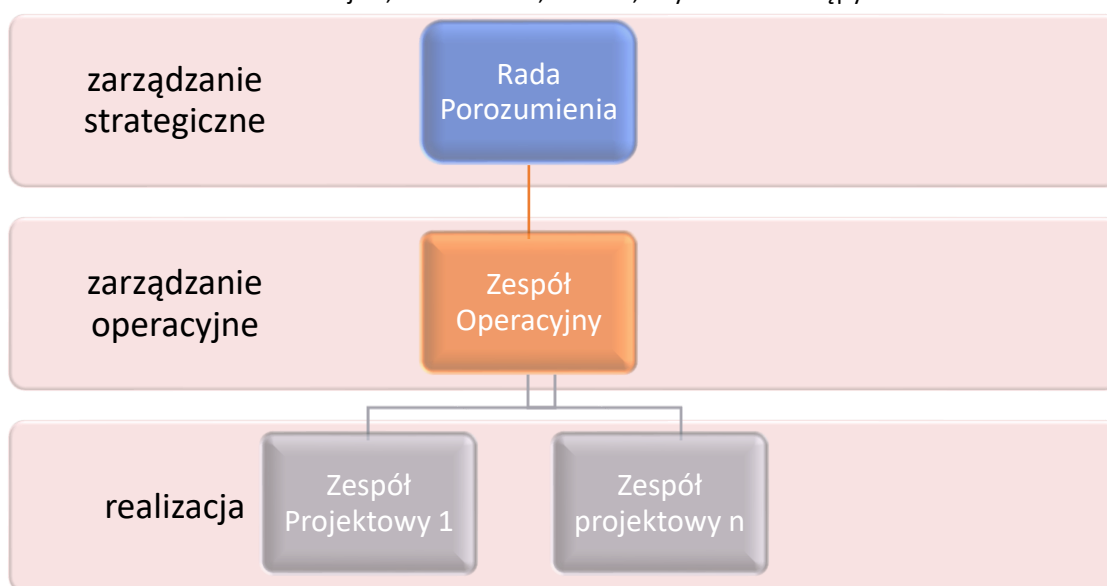 zarządzanie
strategiczne
Rada
Porozumienia
zarządzanie
operacyjne
Zespół
Operacyjny
realizacja
Zespół
Projektowy 1
Zespół
projektowy n